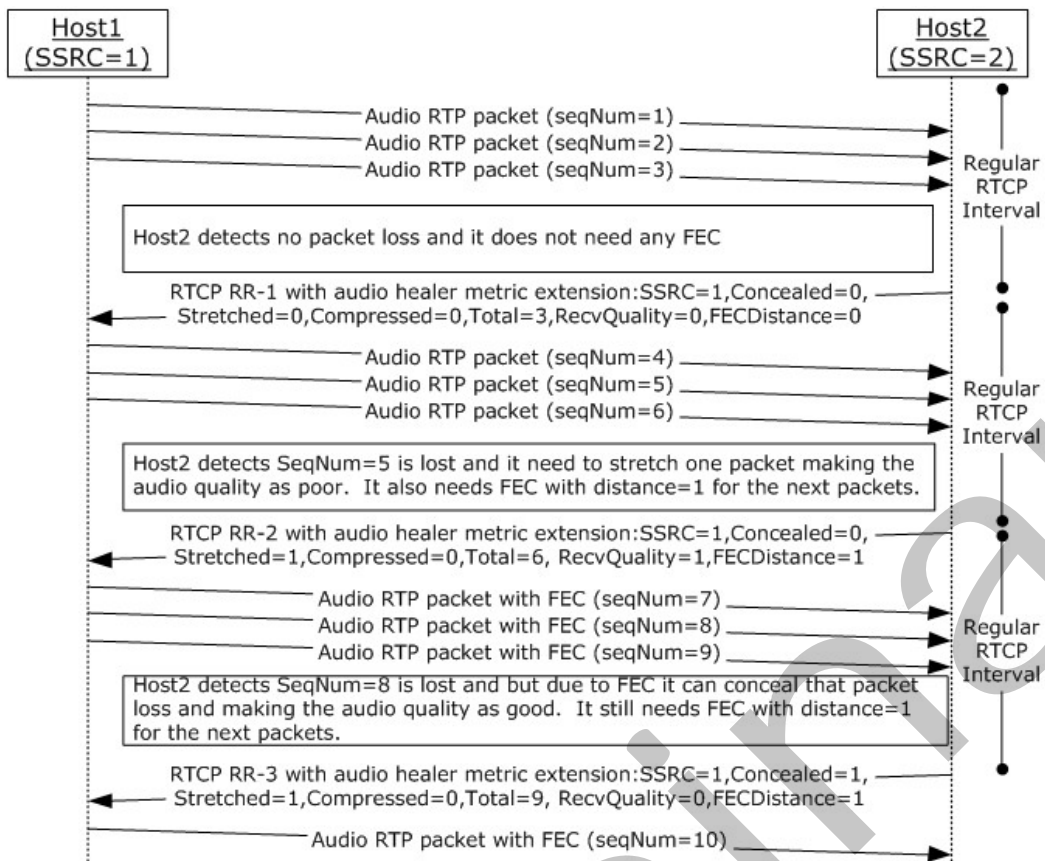 Host1
(SSRC=1)
Host2
(SSRC=2)
Audio RTP packet (seqNum=1)
Audio RTP packet (seqNum=2)
Audio RTP packet (seqNum=3)
Regular
RTCP
Interval
Host2 detects no packet loss and it does not need any FEC
RTCP RR-1 with audio healer metric extension:SSRC=1,Concealed=0,
Stretched=0,Compressed=0,Total=3,RecvQuality=0,FECDistance=0
Audio RTP packet (seqNum=4)
Audio RTP packet (seqNum=5)
Audio RTP packet (seqNum=6)
Regular
RTCP
Interval
Host2 detects SeqNum=5 is lost and it need to stretch one packet making the
audio quality as poor.  It also needs FEC with distance=1 for the next packets.
RTCP RR-2 with audio healer metric extension:SSRC=1,Concealed=0,
Stretched=1,Compressed=0,Total=6, RecvQuality=1,FECDistance=1
Audio RTP packet with FEC (seqNum=7)
Audio RTP packet with FEC (seqNum=8)
Audio RTP packet with FEC (seqNum=9)
Regular
RTCP
Interval
Host2 detects SeqNum=8 is lost and but due to FEC it can conceal that packet
loss and making the audio quality as good.  It still needs FEC with distance=1
for the next packets.
RTCP RR-3 with audio healer metric extension:SSRC=1,Concealed=1,
Stretched=1,Compressed=0,Total=9, RecvQuality=0,FECDistance=1
Audio RTP packet with FEC (seqNum=10)